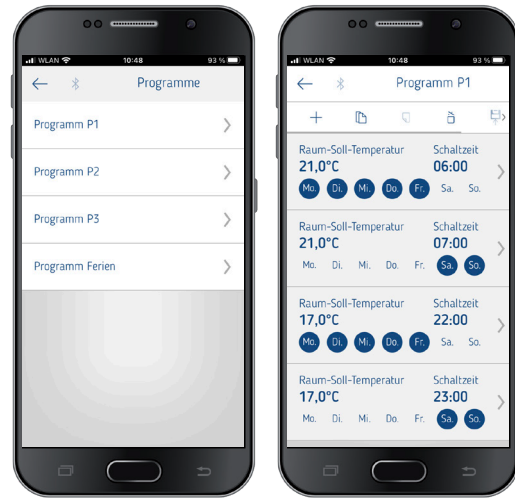 WLAN 10:48 93 %
Programme
Programm P1
Programm P2
Programm P3
Programm Ferien
WLAN 10:48 93 %
Programm P1
Raum-Soll-Temperatur Schaltzeit
21,0°C 06:00
Mo. Di. Mi. Do. Fr. Sa. So.
Raum-Soll-Temperatur Schaltzeit
21,0°C 07:00
Mo. Di. Mi. Do. Fr. Sa. So.
Raum-Soll-Temperatur Schaltzeit
17,0°C 22:00
Mo. Di. Mi. Do. Fr. Sa. So.
Raum-Soll-Temperatur Schaltzeit
17,0°C 23:00
Mo. Di. Mi. Do. Fr. Sa. So.